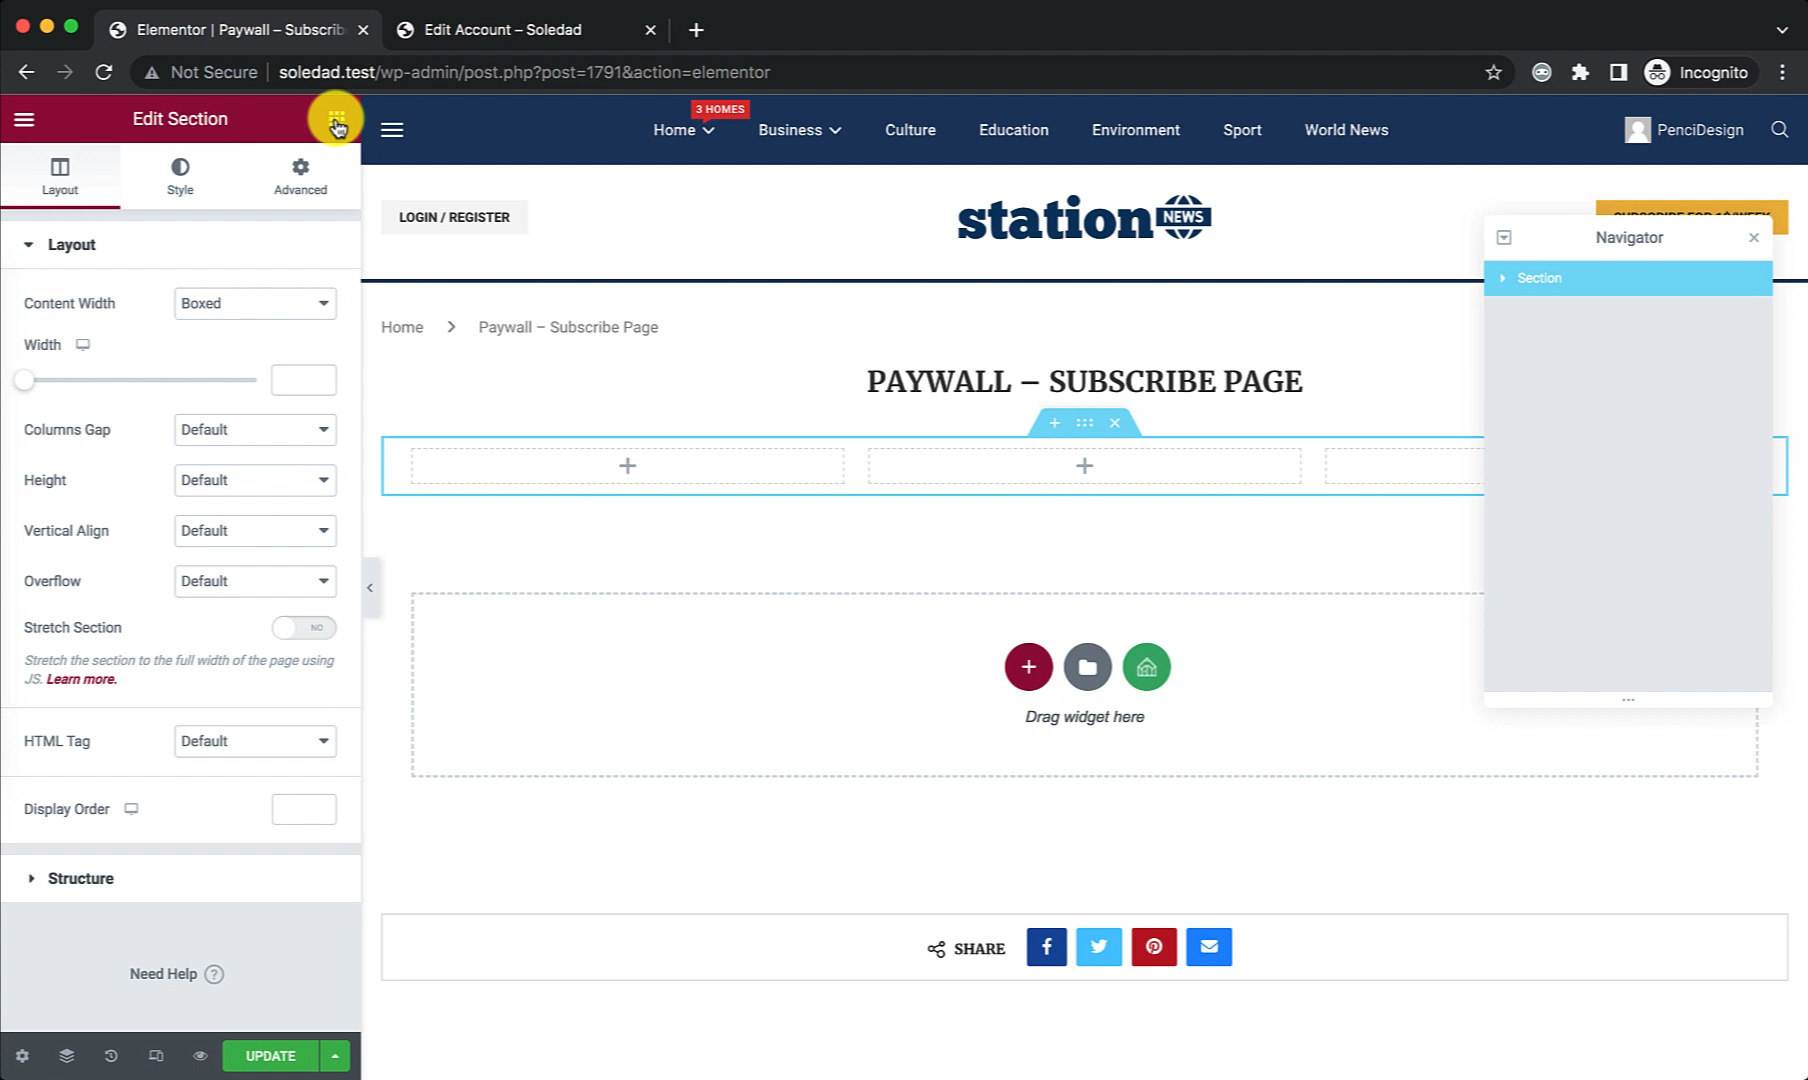 Elementor | Paywall – Subscrib
Edit Account – Soledad
Not Secure
soledad.test/wp-admin/post.php?post=1791&action=elementor
Incognito
Edit Section
Layout
Style
Advanced
Layout
Content Width
Boxed
Width
Columns Gap
Default
Height
Default
Vertical Align
Default
Overflow
Default
Stretch Section
NO
Stretch the section to the full width of the page using
JS. Learn more.
HTML Tag
Default
Display Order
Structure
Need Help
UPDATE
3 HOMES
Home
Business
Culture
Education
Environment
Sport
World News
PenciDesign
LOGIN / REGISTER
station NEWS
SUBSCRIBE FOR 1$/WEEK
Home
Paywall – Subscribe Page
PAYWALL – SUBSCRIBE PAGE
Drag widget here
SHARE
Navigator
Section